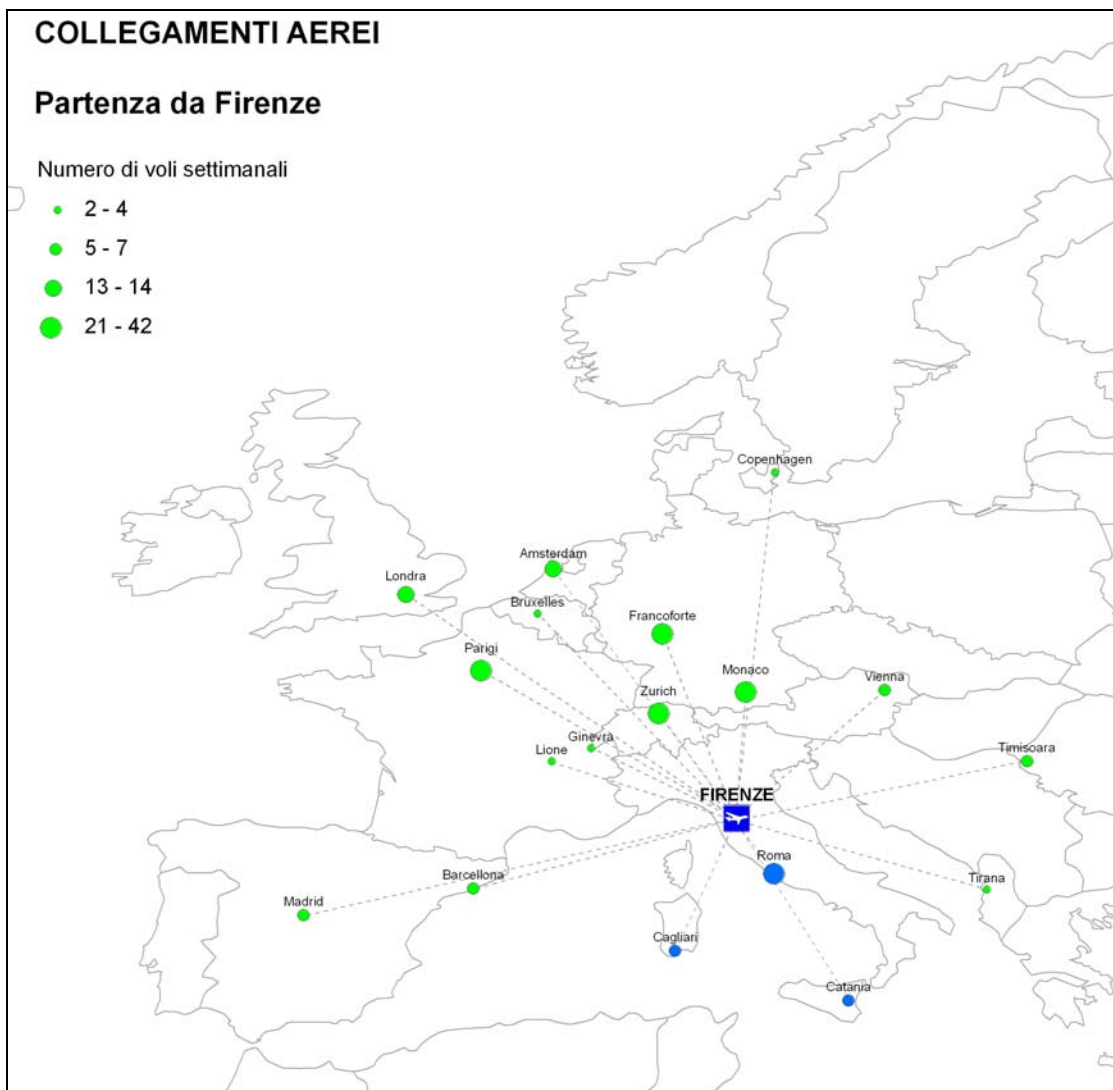 COLLEGAMENTI AEREI
Partenza da Firenze
Numero di voli settimanali
2 - 4
5 - 7
13 - 14
21 - 42
Copenhagen
Amsterdam
Londra
Bruxelles
Francoforte
Parigi
Monaco
Vienna
Zurich
Ginevra
Lione
Timisoara
FIRENZE
Roma
Barcellona
Tirana
Madrid
Cagliari
Catania